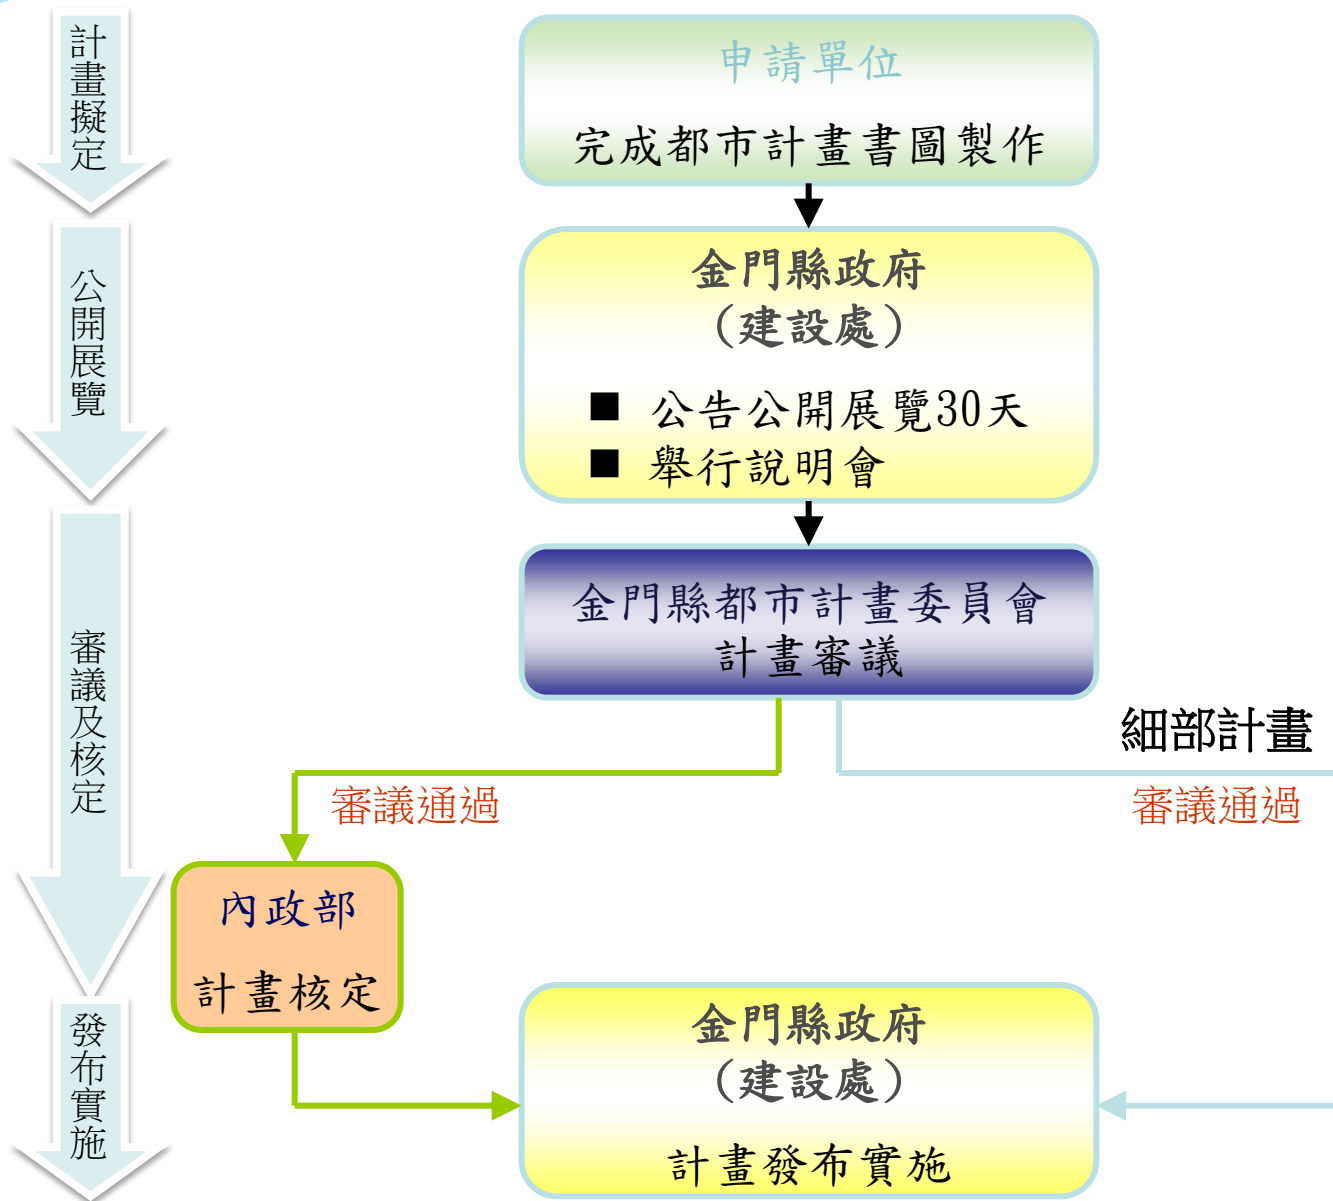 計畫擬定
申請單位
完成都市計畫書圖製作
公開展覽
金門縣政府
(建設處)
■ 公告公開展覽30天
■ 舉行說明會
審議及核定
金門縣都市計畫委員會
計畫審議
細部計畫
審議通過
審議通過
內政部
計畫核定
發布實施
金門縣政府
(建設處)
計畫發布實施